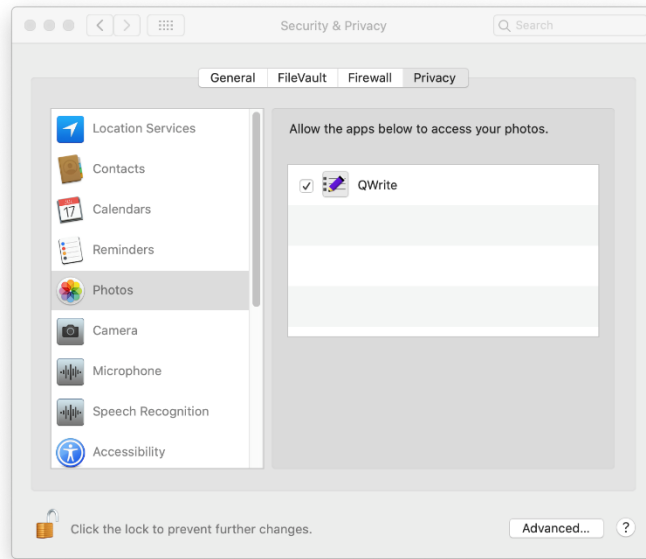 Security & Privacy
Search
General FileVault Firewall Privacy
Location Services
Contacts
17
Calendars
Reminders
Photos
Camera
Microphone
Speech Recognition
Accessibility
Allow the apps below to access your photos.
QWrite
Click the lock to prevent further changes.
Advanced... ?